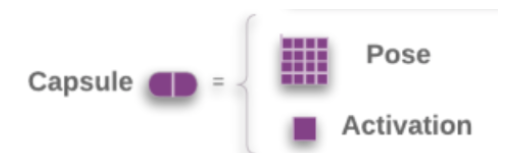 Pose
Capsule =
Activation